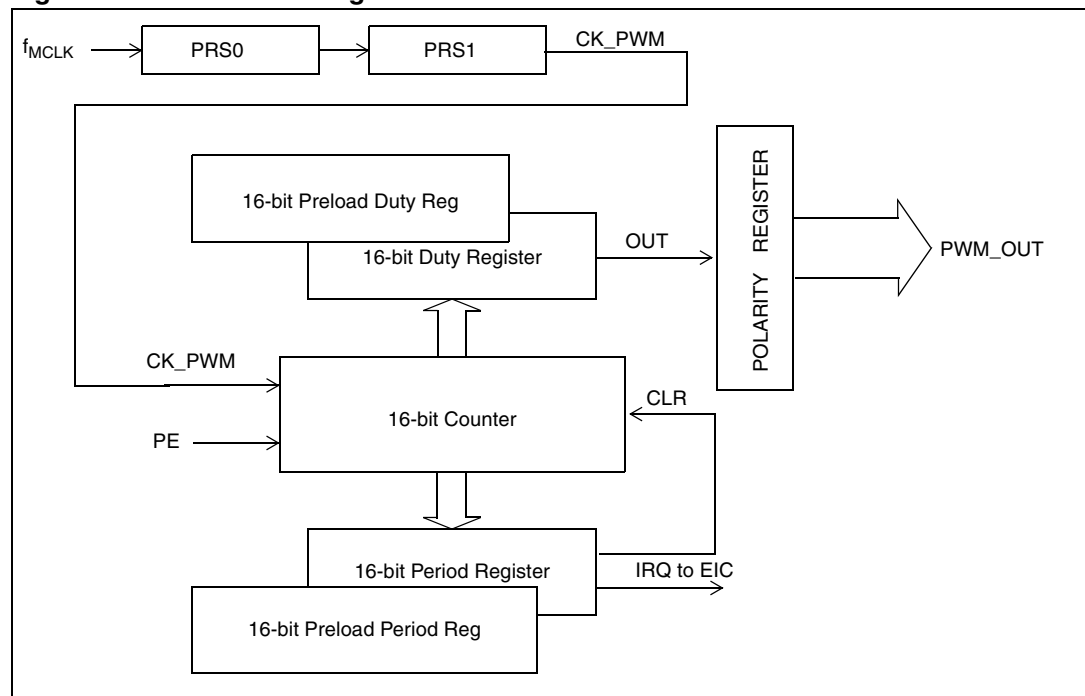 fMCLK
PRS0
PRS1
CK_PWM
16-bit Preload Duty Reg
16-bit Duty Register
OUT
POLARITY REGISTER
PWM_OUT
CK_PWM
16-bit Counter
CLR
PE
16-bit Period Register
IRQ to EIC
16-bit Preload Period Reg